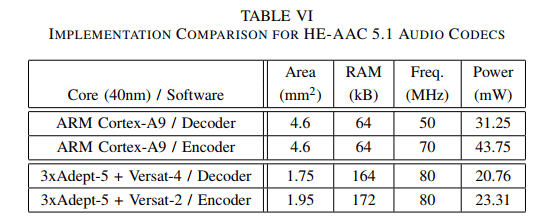 TABLE VI
IMPLEMENTATION COMPARISON FOR HE-AAC 5.1 AUDIO CODECS
Area RAM Freq. Power
Core (40nm) / Software (mm²) (kB) (MHz) (mW)
ARM Cortex-A9 / Decoder 4.6 64 50 31.25
ARM Cortex-A9 / Encoder 4.6 64 70 43.75
3xAdept-5 + Versat-4 / Decoder 1.75 164 80 20.76
3xAdept-5 + Versat-2 / Encoder 1.95 172 80 23.31